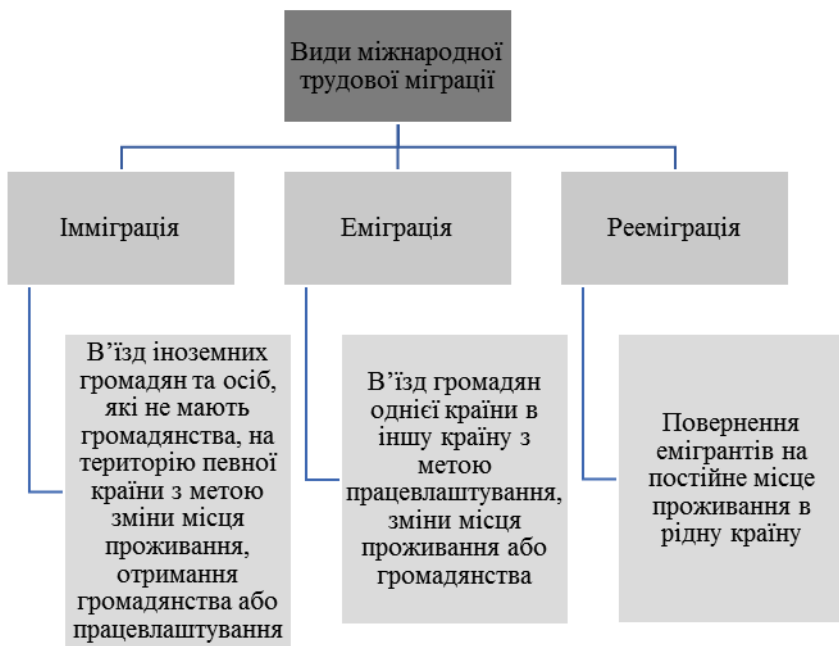 Види міжнародної
трудової міграції
Імміграція
Еміграція
Рееміграція
В’їзд іноземних
громадян та осіб,
які не мають
громадянства, на
територію певної
країни з метою
зміни місця
проживання,
отримання
громадянства або
працевлаштування
В’їзд громадян
однієї країни в
іншу країну з
метою
працевлаштування,
зміни місця
проживання або
громадянства
Повернення
емігрантів на
постійне місце
проживання в
рідну країну